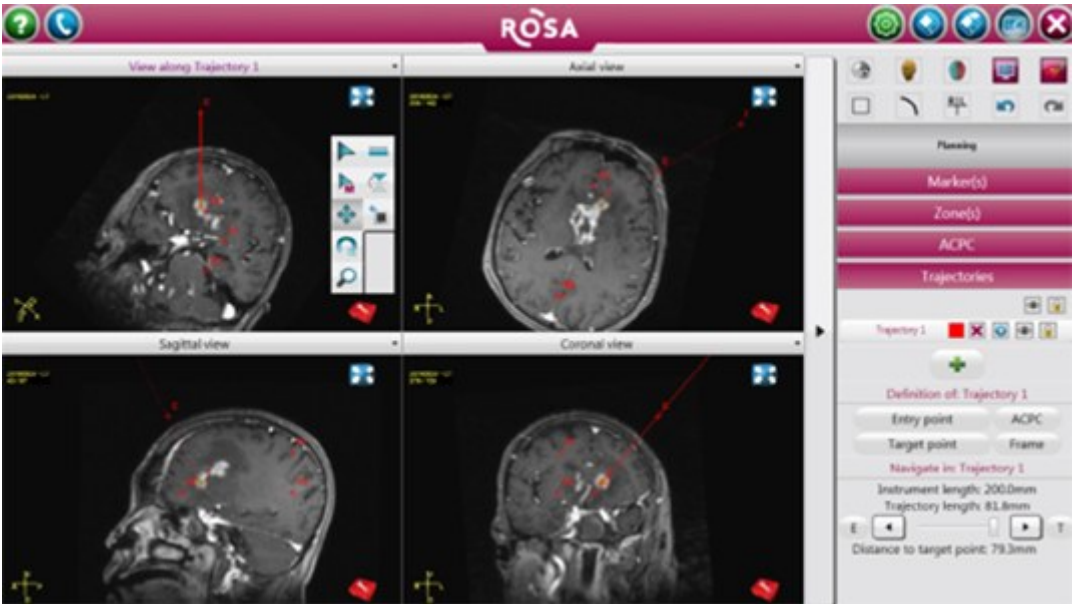 ROSA
View along Trajectory 1
Axial view
Sagittal view
Coronal view
Planning
Marker(s)
Zone(s)
ACPC
Trajectories
Trajectory 1
Definition of: Trajectory 1
Entry point ACPC
Target point Frame
Navigate in: Trajectory 1
Instrument length: 200.0mm
Trajectory length: 81.8mm
E T
Distance to target point: 79.3mm